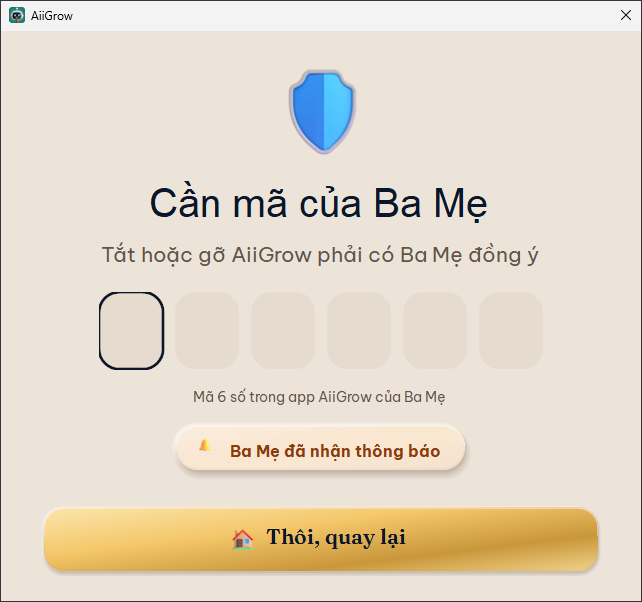 AiiGrow
Cần mã của Ba Mẹ
Tắt hoặc gỡ AiiGrow phải có Ba Mẹ đồng ý
Mã 6 số trong app AiiGrow của Ba Mẹ
Ba Mẹ đã nhận thông báo
Thôi, quay lại